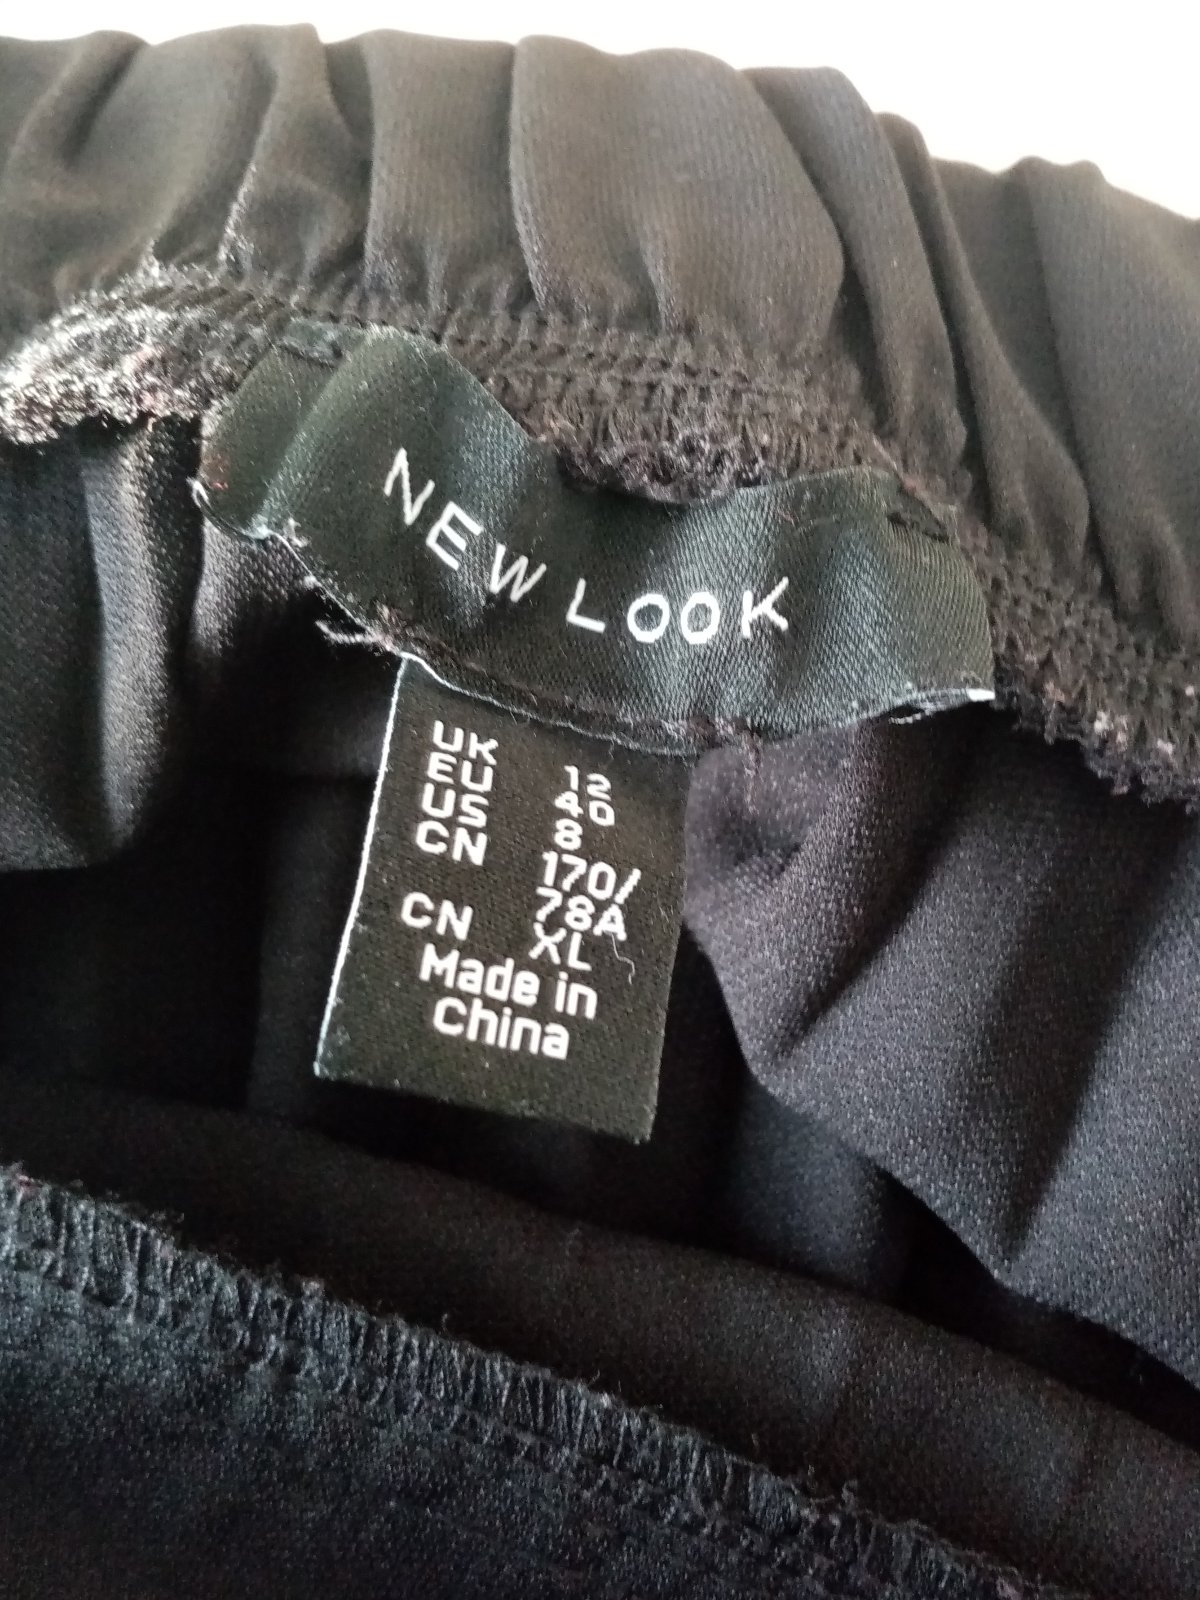 NEW LOOK
UK 12
EU 40
US 8
CN 170/
78A
CN XL
Made in
China